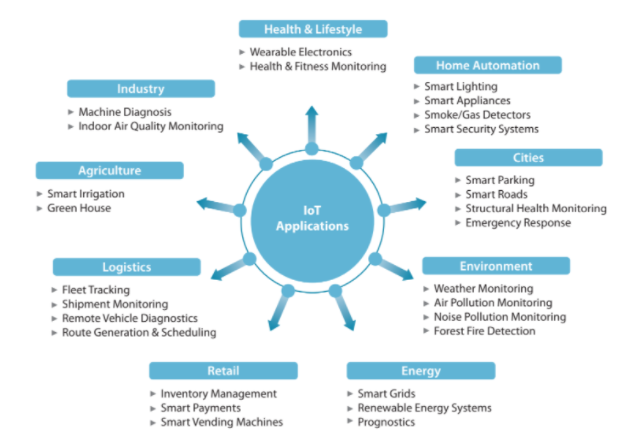 Health & Lifestyle
Wearable Electronics
Health & Fitness Monitoring
Home Automation
Smart Lighting
Smart Appliances
Smoke/Gas Detectors
Smart Security Systems
Cities
Smart Parking
Smart Roads
Structural Health Monitoring
Emergency Response
Environment
Weather Monitoring
Air Pollution Monitoring
Noise Pollution Monitoring
Forest Fire Detection
Energy
Smart Grids
Renewable Energy Systems
Prognostics
Retail
Inventory Management
Smart Payments
Smart Vending Machines
Logistics
Fleet Tracking
Shipment Monitoring
Remote Vehicle Diagnostics
Route Generation & Scheduling
Agriculture
Smart Irrigation
Green House
Industry
Machine Diagnosis
Indoor Air Quality Monitoring
IoT
Applications